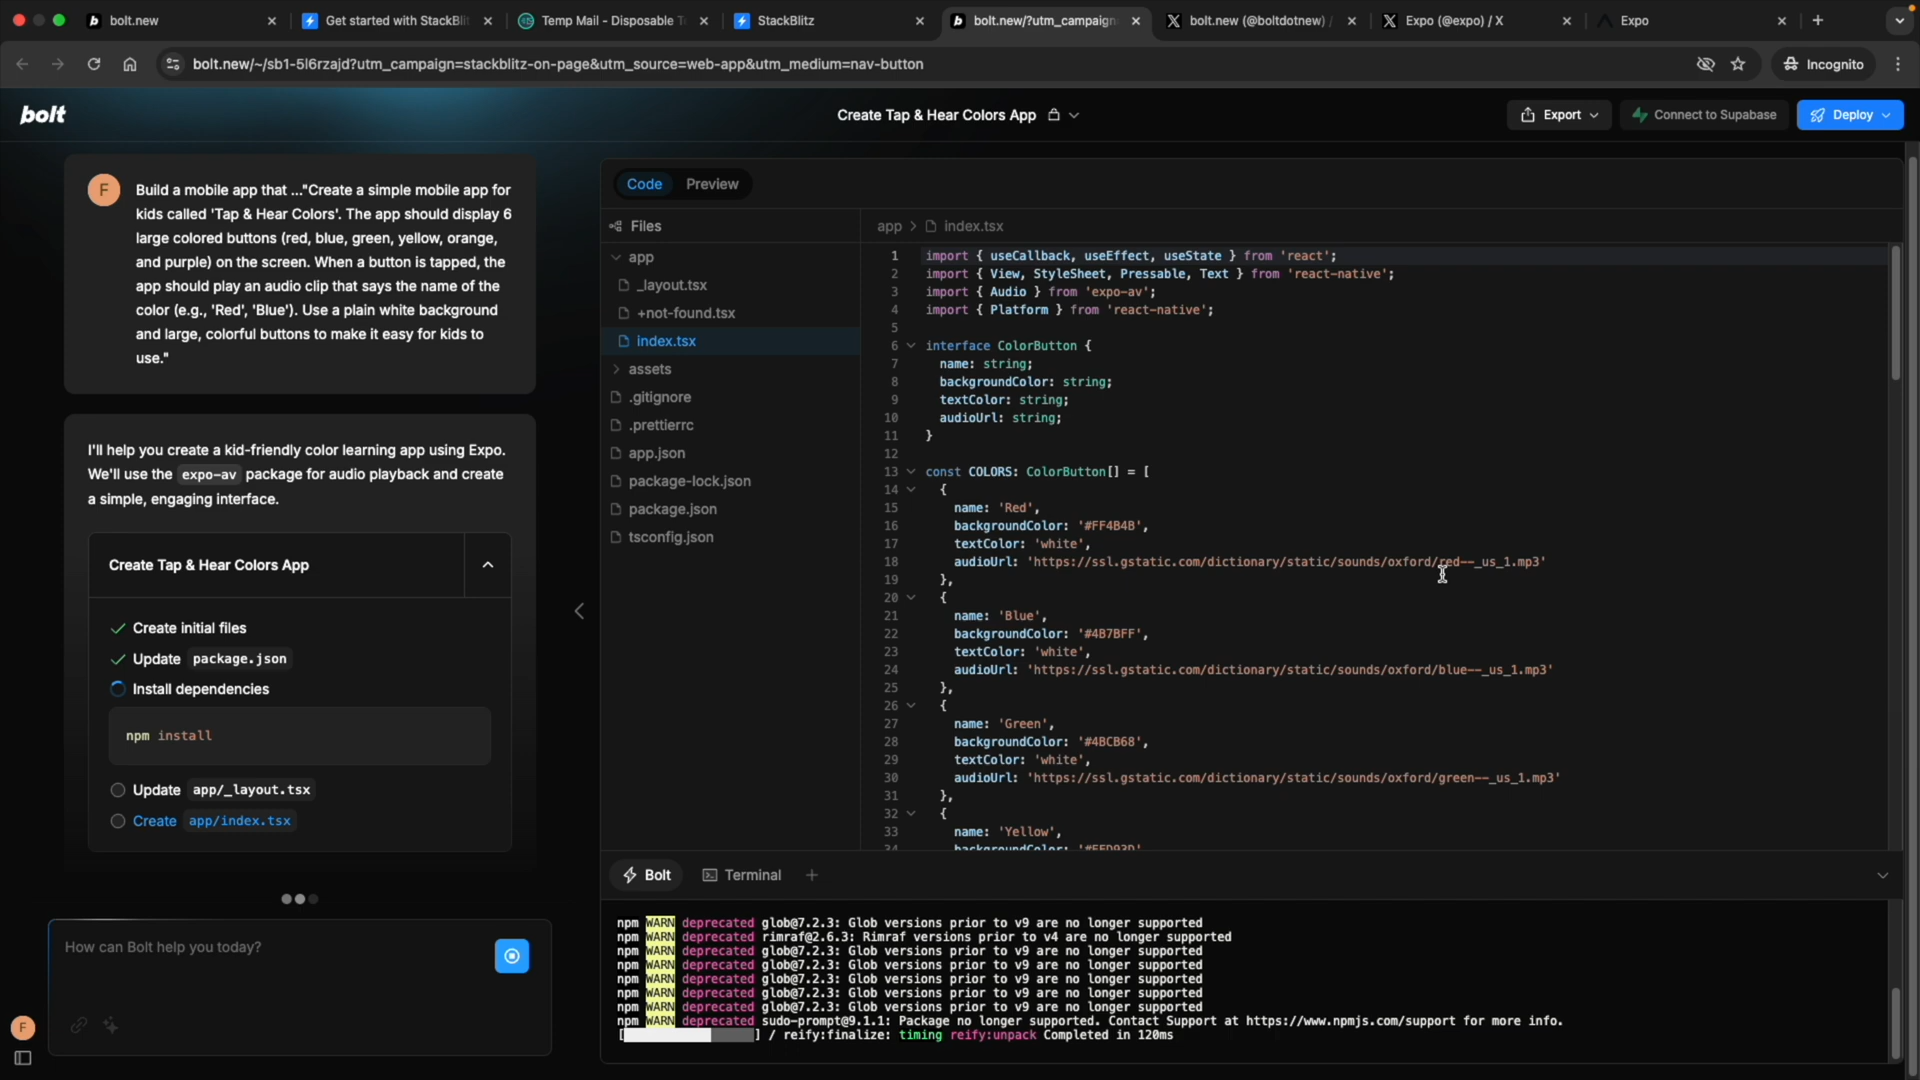 bolt.new
Get started with StackBli
Temp Mail - Disposable T
StackBlitz
bolt.new/?utm_campaign
bolt.new (@boltdotnew) /
Expo (@expo) / X
Expo
bolt.new/~/sb1-5l6rzajd?utm_campaign=stackblitz-on-page&utm_source=web-app&utm_medium=nav-button
Incognito
bolt
Create Tap & Hear Colors App
Export
Connect to Supabase
Deploy
F
Build a mobile app that ..."Create a simple mobile app for
kids called 'Tap & Hear Colors'. The app should display 6
large colored buttons (red, blue, green, yellow, orange,
and purple) on the screen. When a button is tapped, the
app should play an audio clip that says the name of the
color (e.g., 'Red', 'Blue'). Use a plain white background
and large, colorful buttons to make it easy for kids to
use."
I'll help you create a kid-friendly color learning app using Expo.
We'll use the expo-av package for audio playback and create
a simple, engaging interface.
Create Tap & Hear Colors App
Create initial files
Update package.json
Install dependencies
npm install
Update app/_layout.tsx
Create app/index.tsx
How can Bolt help you today?
F
Code Preview
Files
app
_layout.tsx
+not-found.tsx
index.tsx
assets
.gitignore
.prettierrc
app.json
package-lock.json
package.json
tsconfig.json
app > index.tsx
1 import { useCallback, useEffect, useState } from 'react';
2 import { View, StyleSheet, Pressable, Text } from 'react-native';
3 import { Audio } from 'expo-av';
4 import { Platform } from 'react-native';
5
6 interface ColorButton {
7 name: string;
8 backgroundColor: string;
9 textColor: string;
10 audioUrl: string;
11 }
12
13 const COLORS: ColorButton[] = [
14 {
15 name: 'Red',
16 backgroundColor: '#FF4B4B',
17 textColor: 'white',
18 audioUrl: 'https://ssl.gstatic.com/dictionary/static/sounds/oxford/red--_us_1.mp3'
19 },
20 {
21 name: 'Blue',
22 backgroundColor: '#4B7BFF',
23 textColor: 'white',
24 audioUrl: 'https://ssl.gstatic.com/dictionary/static/sounds/oxford/blue--_us_1.mp3'
25 },
26 {
27 name: 'Green',
28 backgroundColor: '#4BCB68',
29 textColor: 'white',
30 audioUrl: 'https://ssl.gstatic.com/dictionary/static/sounds/oxford/green--_us_1.mp3'
31 },
32 {
33 name: 'Yellow',
34 backgroundColor:
Bolt
Terminal
npm WARN deprecated glob@7.2.3: Glob versions prior to v9 are no longer supported
npm WARN deprecated rimraf@2.6.3: Rimraf versions prior to v4 are no longer supported
npm WARN deprecated glob@7.2.3: Glob versions prior to v9 are no longer supported
npm WARN deprecated glob@7.2.3: Glob versions prior to v9 are no longer supported
npm WARN deprecated glob@7.2.3: Glob versions prior to v9 are no longer supported
npm WARN deprecated glob@7.2.3: Glob versions prior to v9 are no longer supported
npm WARN deprecated glob@7.2.3: Glob versions prior to v9 are no longer supported
npm WARN deprecated sudo-prompt@9.1.1: Package no longer supported. Contact Support at https://www.npmjs.com/support for more info.
[ ] / reify:finalize: timing reify:unpack Completed in 120ms